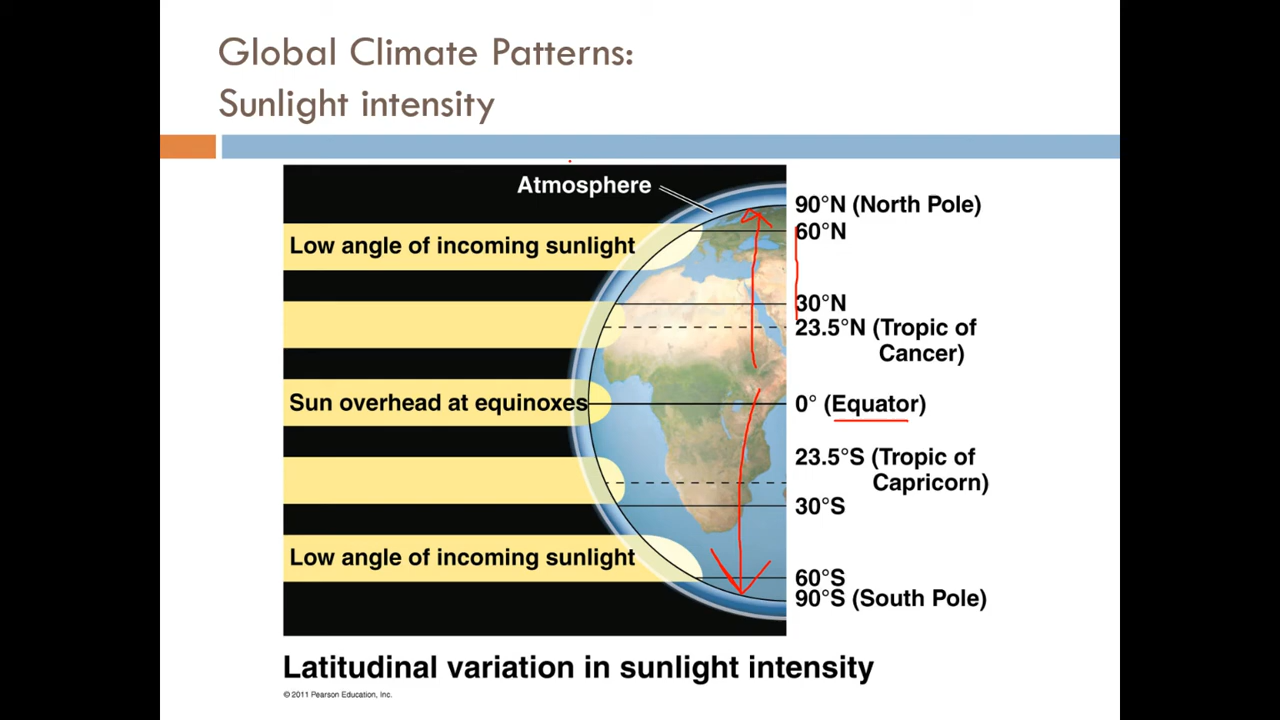 Global Climate Patterns:
Sunlight intensity
Atmosphere
90°N (North Pole)
60°N
Low angle of incoming sunlight
30°N
23.5°N (Tropic of
Cancer)
Sun overhead at equinoxes
0° (Equator)
23.5°S (Tropic of
Capricorn)
30°S
Low angle of incoming sunlight
60°S
90°S (South Pole)
Latitudinal variation in sunlight intensity
© 2011 Pearson Education, Inc.